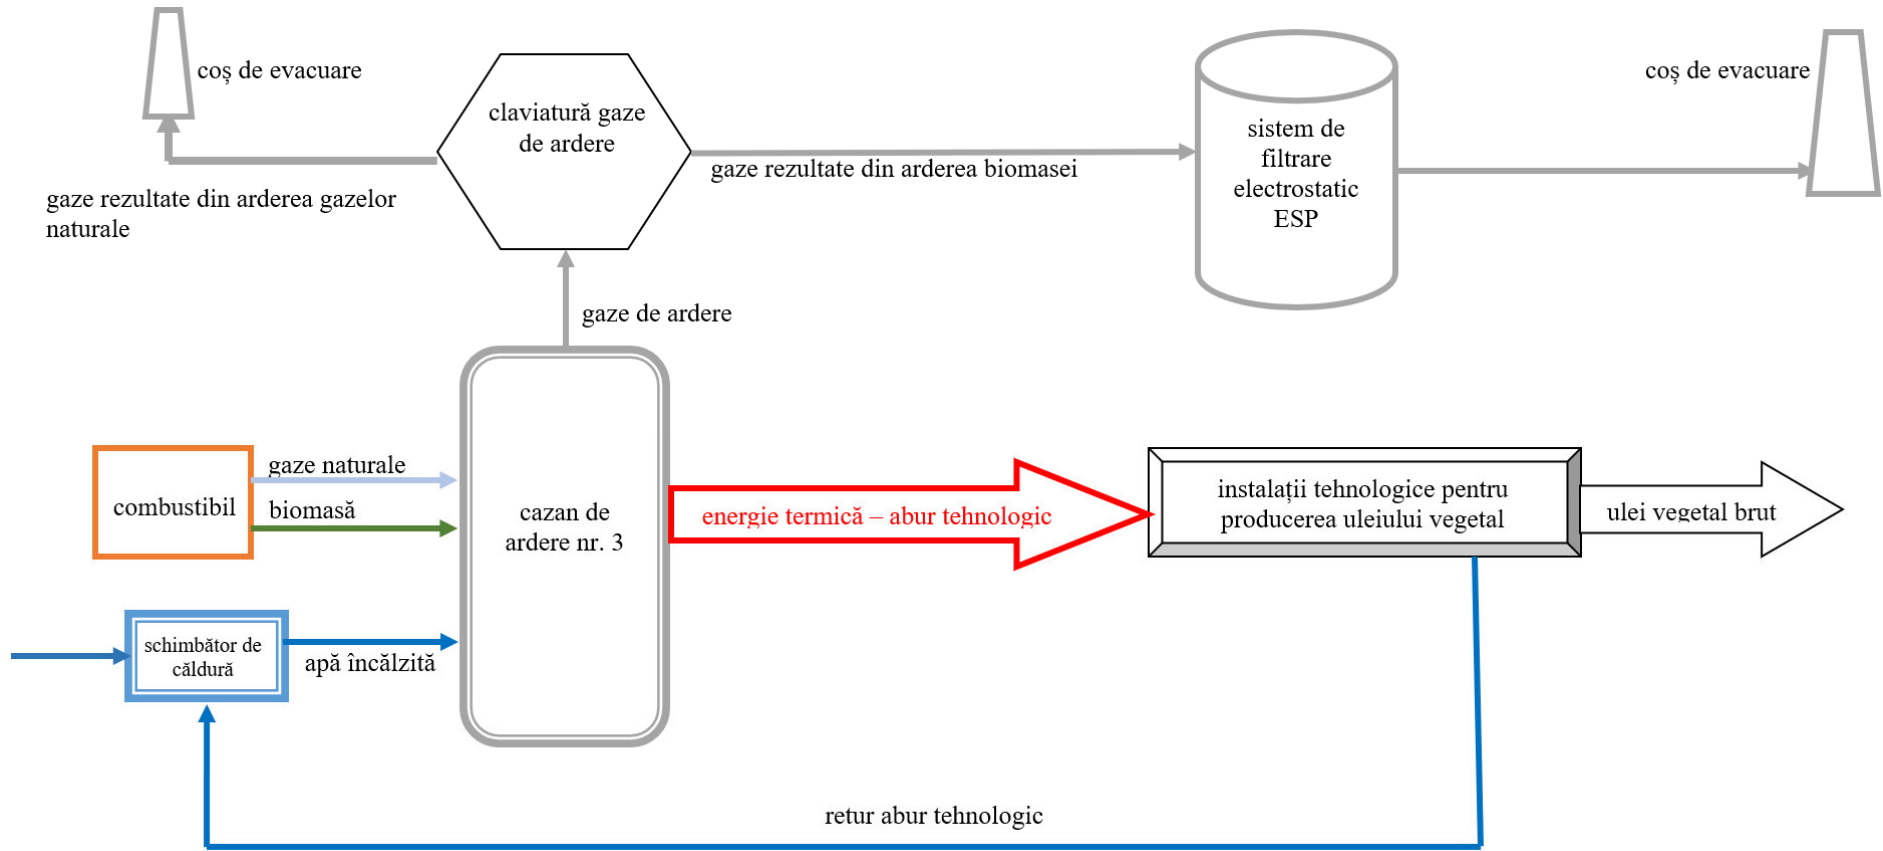 coș de evacuare
coș de evacuare
claviatură gaze
de ardere
sistem de
filtrare
electrostatic
ESP
gaze rezultate din arderea biomasei
gaze rezultate din arderea gazelor
naturale
gaze de ardere
combustibil
gaze naturale
biomasă
cazan de
ardere nr. 3
energie termică – abur tehnologic
instalații tehnologice pentru
producerea uleiului vegetal
ulei vegetal brut
schimbător de
căldură
apă încălzită
retur abur tehnologic